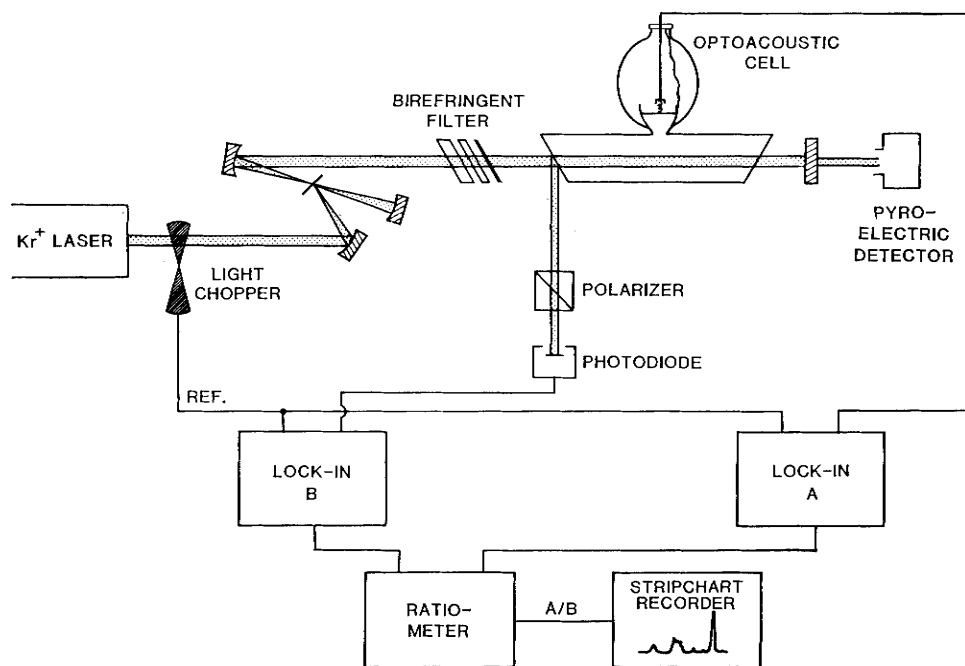 OPTOACOUSTIC
CELL
BIREFRINGENT
FILTER
Kr+ LASER
LIGHT
CHOPPER
PYRO-
ELECTRIC
DETECTOR
POLARIZER
PHOTODIODE
REF.
LOCK-IN
B
LOCK-IN
A
RATIO-
METER
A/B
STRIPCHART
RECORDER